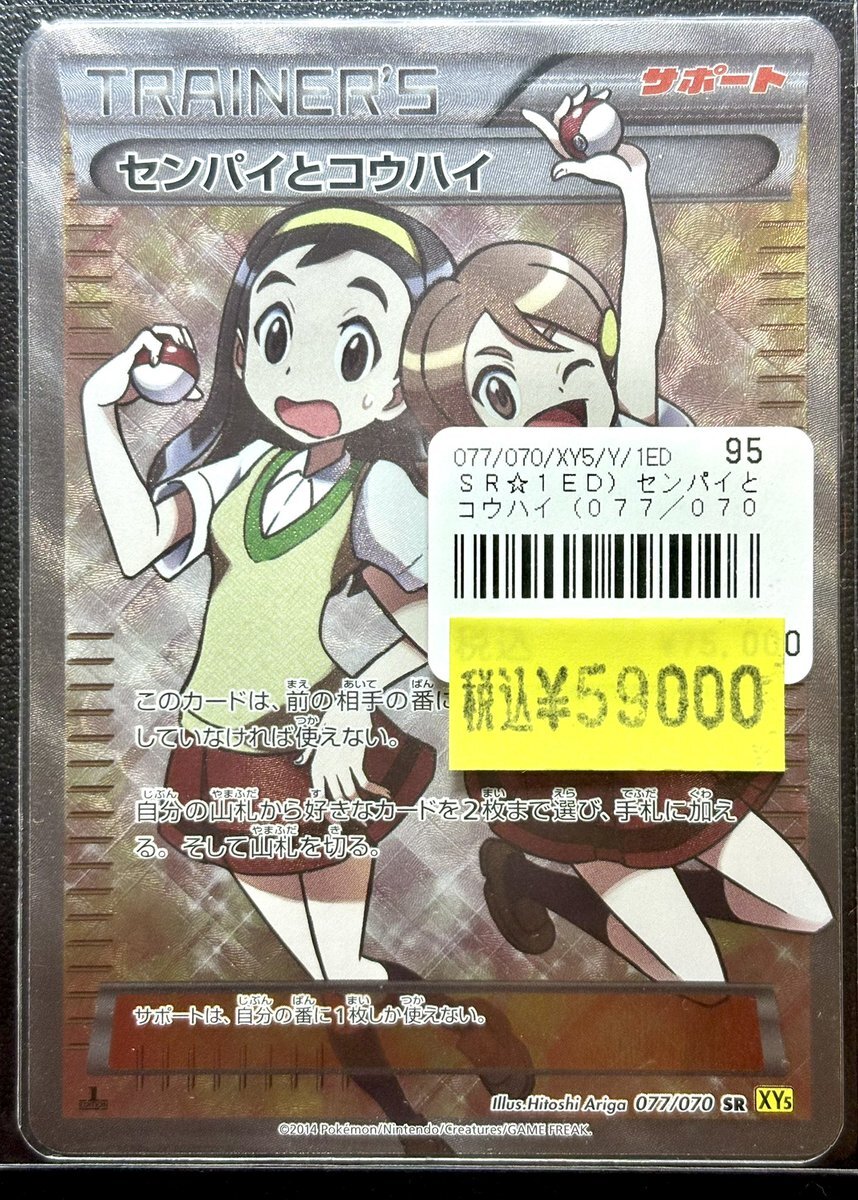 TRAINER'S
サポート
センパイとコウハイ
077/070/XY5/Y/1ED 95
SR☆1ED) センパイと
コウハイ (077/070
税込 ¥75,000
税込¥59000
このカードは、前の相手の番に
していなければ使えない。
自分の山札から好きなカードを2枚まで選び、手札に加え
る。そして山札を切る。
サポートは、自分の番に1枚しか使えない。
1
EDITION
Illus.Hitoshi Ariga 077/070 SR XY5
©2014 Pokémon/Nintendo/Creatures/GAME FREAK.